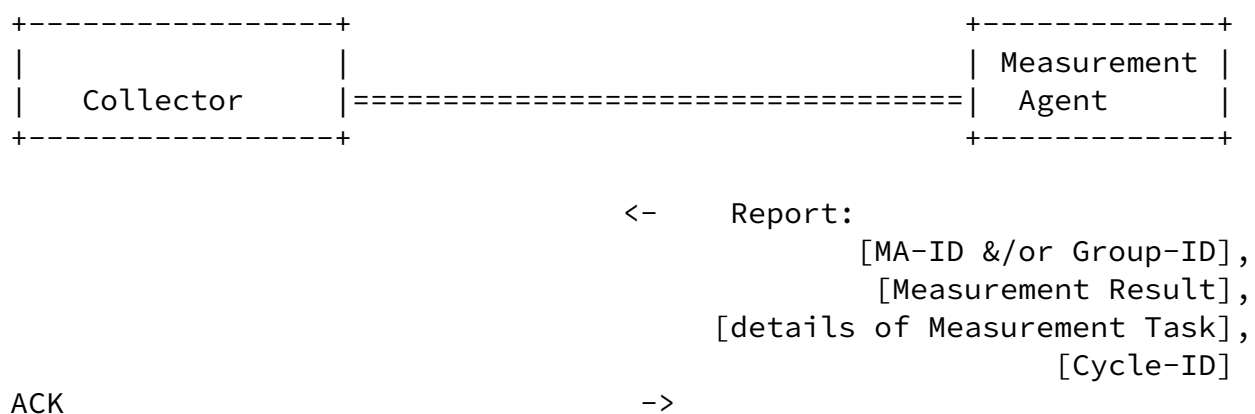 +-----------------+                                  +-------------+
|                 |                                  | Measurement |
|   Collector     |==================================|  Agent      |
+-----------------+                                  +-------------+
<-    Report:
[MA-ID &/or Group-ID],
[Measurement Result],
[details of Measurement Task],
[Cycle-ID]
ACK                                ->